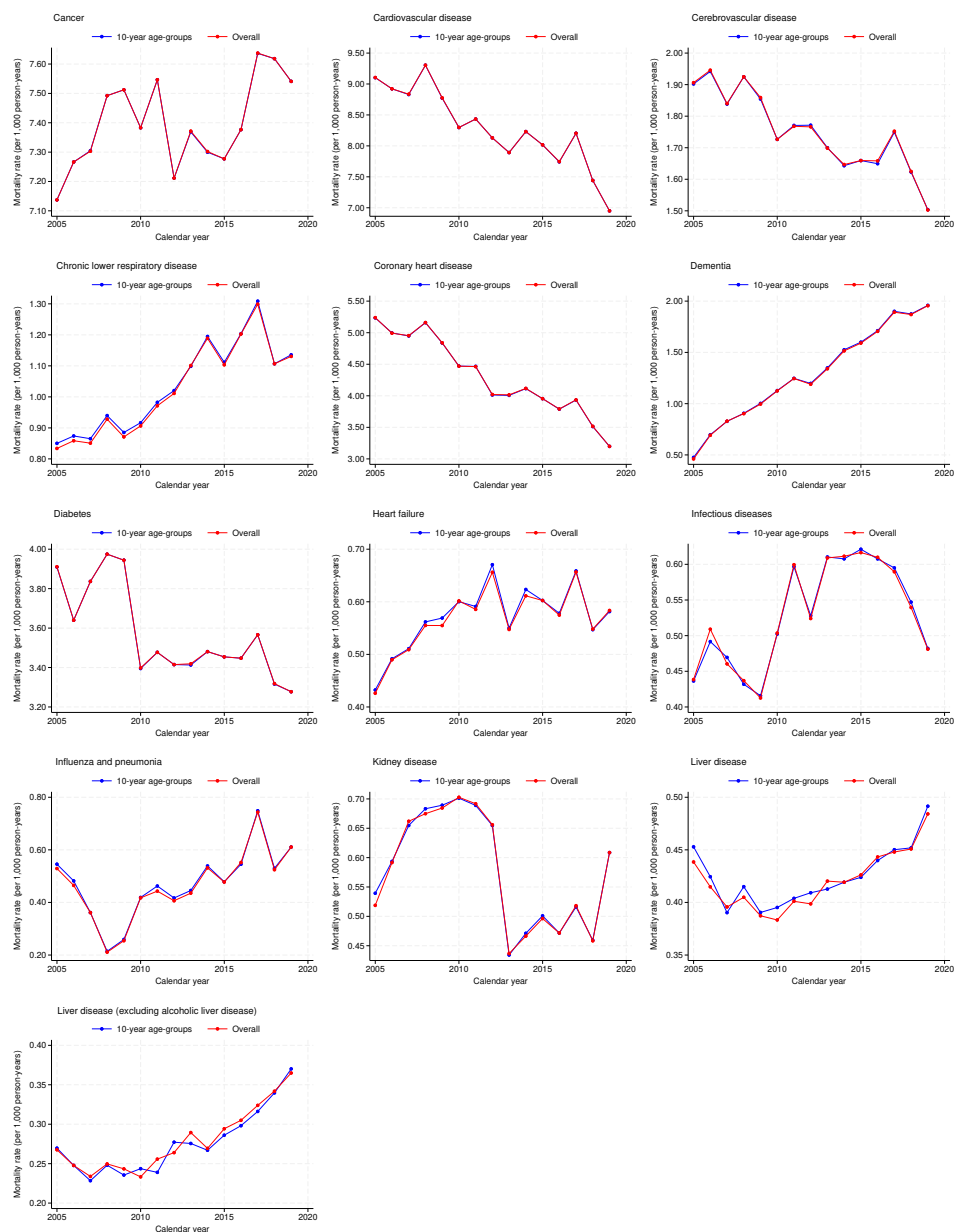 Cancer
10-year age-groups Overall
Mortality rate (per 1,000 person-years)
7.60
7.50
7.40
7.30
7.20
7.10
2005 2010 2015 2020
Calendar year
Cardiovascular disease
10-year age-groups Overall
Mortality rate (per 1,000 person-years)
9.50
9.00
8.50
8.00
7.50
7.00
2005 2010 2015 2020
Calendar year
Cerebrovascular disease
10-year age-groups Overall
Mortality rate (per 1,000 person-years)
2.00
1.90
1.80
1.70
1.60
1.50
2005 2010 2015 2020
Calendar year
Chronic lower respiratory disease
10-year age-groups Overall
Mortality rate (per 1,000 person-years)
1.30
1.20
1.10
1.00
0.90
0.80
2005 2010 2015 2020
Calendar year
Coronary heart disease
10-year age-groups Overall
Mortality rate (per 1,000 person-years)
5.50
5.00
4.50
4.00
3.50
3.00
2005 2010 2015 2020
Calendar year
Dementia
10-year age-groups Overall
Mortality rate (per 1,000 person-years)
2.00
1.50
1.00
0.50
2005 2010 2015 2020
Calendar year
Diabetes
10-year age-groups Overall
Mortality rate (per 1,000 person-years)
4.00
3.80
3.60
3.40
3.20
2005 2010 2015 2020
Calendar year
Heart failure
10-year age-groups Overall
Mortality rate (per 1,000 person-years)
0.70
0.60
0.50
0.40
2005 2010 2015 2020
Calendar year
Infectious diseases
10-year age-groups Overall
Mortality rate (per 1,000 person-years)
0.60
0.55
0.50
0.45
0.40
2005 2010 2015 2020
Calendar year
Influenza and pneumonia
10-year age-groups Overall
Mortality rate (per 1,000 person-years)
0.80
0.60
0.40
0.20
2005 2010 2015 2020
Calendar year
Kidney disease
10-year age-groups Overall
Mortality rate (per 1,000 person-years)
0.70
0.65
0.60
0.55
0.50
0.45
2005 2010 2015 2020
Calendar year
Liver disease
10-year age-groups Overall
Mortality rate (per 1,000 person-years)
0.50
0.45
0.40
0.35
2005 2010 2015 2020
Calendar year
Liver disease (excluding alcoholic liver disease)
10-year age-groups Overall
Mortality rate (per 1,000 person-years)
0.40
0.35
0.30
0.25
0.20
2005 2010 2015 2020
Calendar year